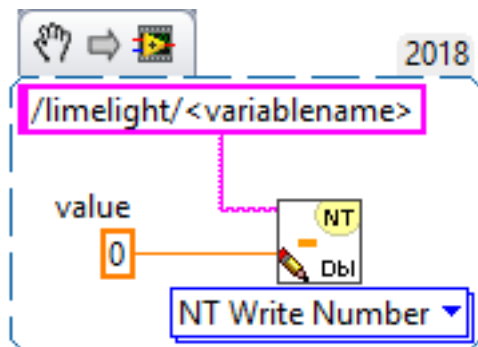 2018
/limelight/<variablename>
value
NT
0
Dbl
NT Write Number